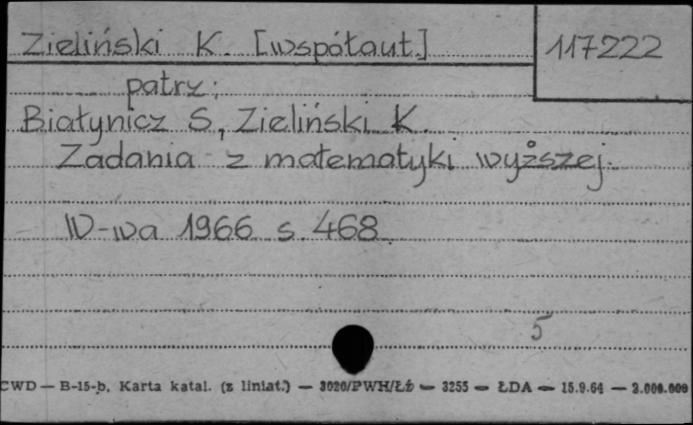 Zieliński K. [współaut.] 117222
patrz:
Białynicz S, Zieliński K.
Zadania z matematyki wyższej.
W-wa 1966 s. 468.
5
CWD — B-15-b. Karta katal. (z liniat.) — 3020/PWH/Łź — 3255 — ŁDA — 15.9.64 — 2.000.000